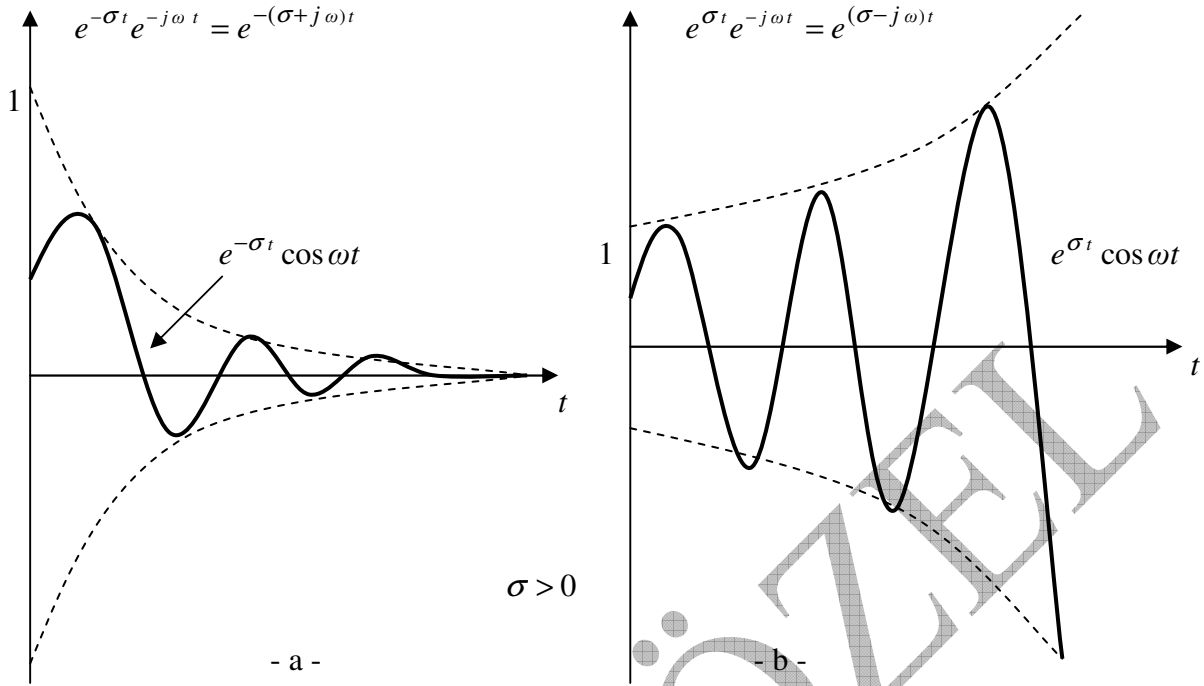 e^{-σt} e^{-jωt} = e^{-(σ+jω)t}
1
e^{-σt} cos ωt
t
σ > 0
- a -
e^{σt} e^{-jωt} = e^{(σ-jω)t}
1
e^{σt} cos ωt
t
- b -
ÖZEL